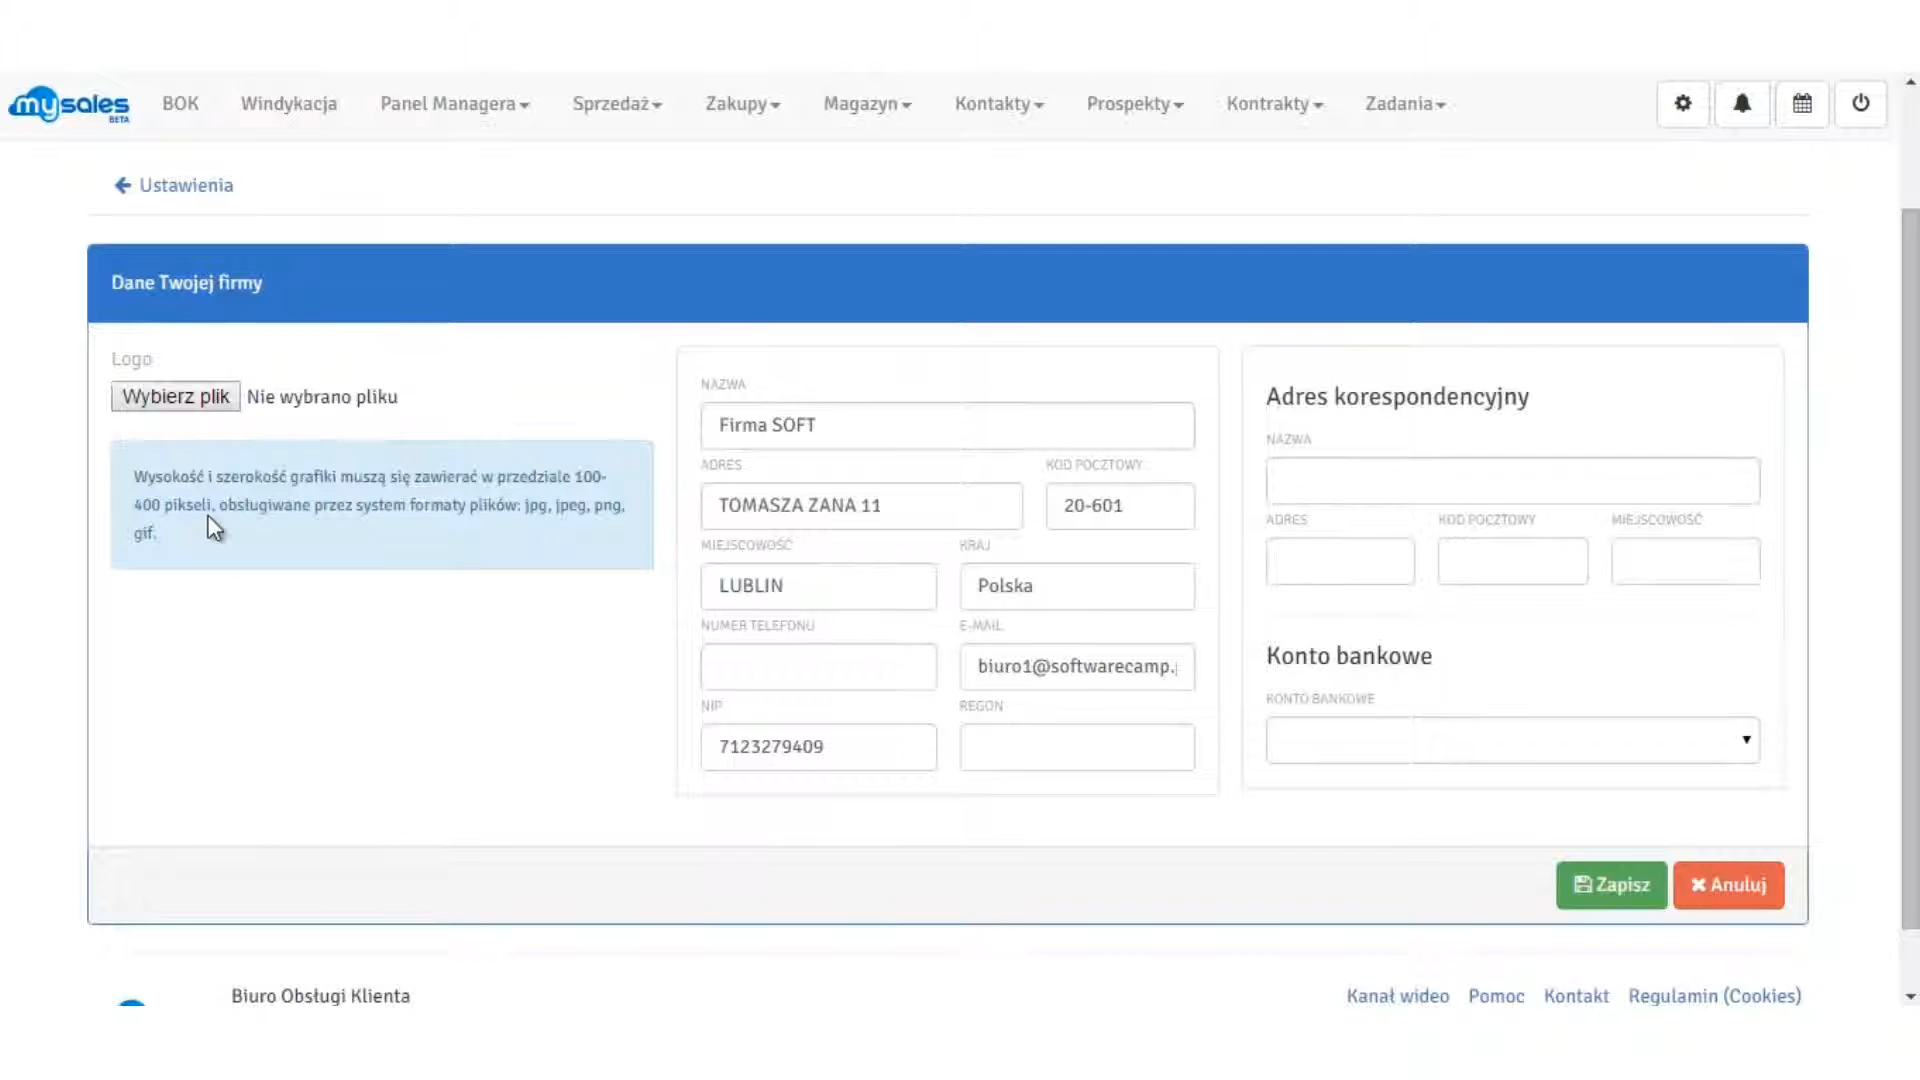 mysales
BETA
BOK
Windykacja
Panel Managera
Sprzedaż
Zakupy
Magazyn
Kontakty
Prospekty
Kontrakty
Zadania
Ustawienia
Dane Twojej firmy
Logo
Wybierz plik Nie wybrano pliku
Wysokość i szerokość grafiki muszą się zawierać w przedziale 100-
400 pikseli, obsługiwane przez system formaty plików: jpg, jpeg, png,
gif.
NAZWA
Firma SOFT
ADRES
KOD POCZTOWY
TOMASZA ZANA 11
20-601
MIEJSCOWOŚĆ
KRAJ
LUBLIN
Polska
NUMER TELEFONU
E-MAIL
biuro1@softwarecamp.
NIP
REGON
7123279409
Adres korespondencyjny
NAZWA
ADRES
KOD POCZTOWY
MIEJSCOWOŚĆ
Konto bankowe
KONTO BANKOWE
Zapisz
Anuluj
Biuro Obsługi Klienta
Kanał wideo
Pomoc
Kontakt
Regulamin (Cookies)